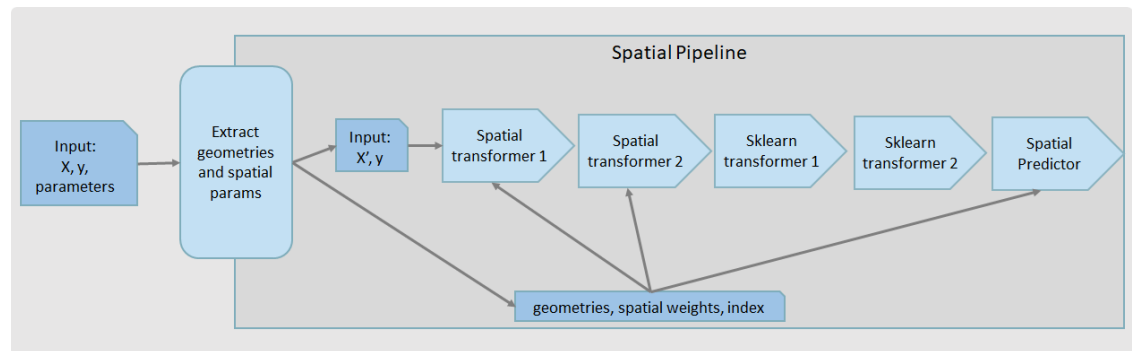 Spatial Pipeline
Input:
X, y,
parameters
Extract
geometries
and spatial
params
Input:
X’, y
Spatial
transformer 1
Spatial
transformer 2
Sklearn
transformer 1
Sklearn
transformer 2
Spatial
Predictor
geometries, spatial weights, index